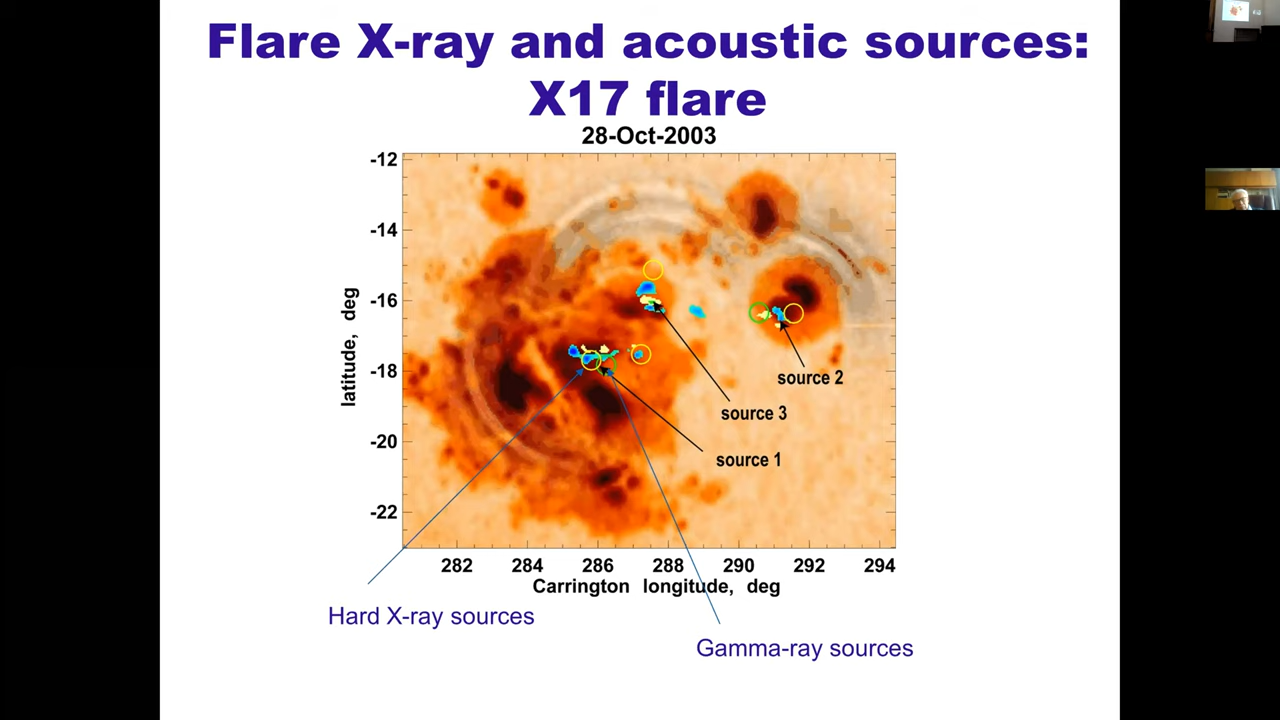 Flare X-ray and acoustic sources:
X17 flare
28-Oct-2003
-12
-14
-16
-18
-20
-22
latitude, deg
source 2
source 3
source 1
282 284 286 288 290 292 294
Carrington longitude, deg
Hard X-ray sources
Gamma-ray sources